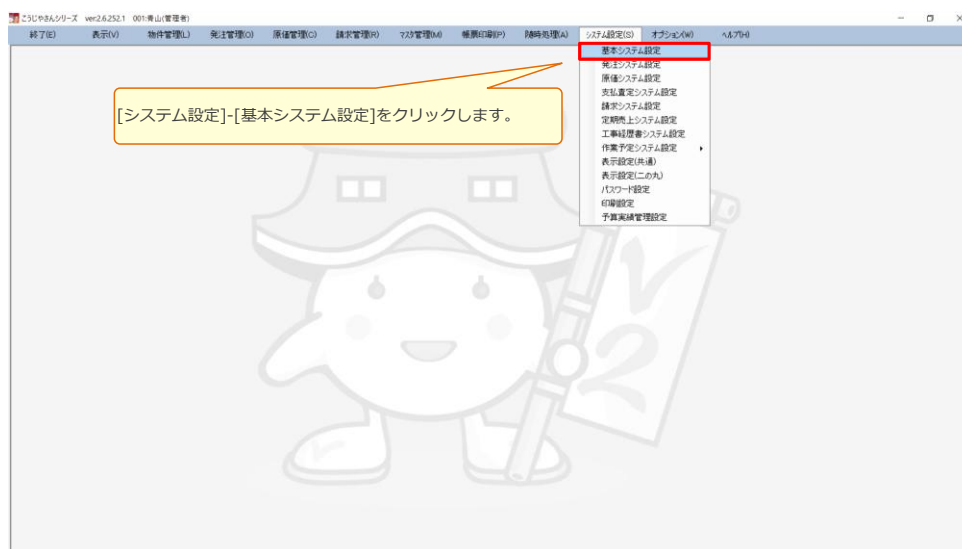 こうじやさんシリーズ ver:2.6.252.1 001:青山(管理者)
終了(E) 表示(V) 物件管理(L) 発注管理(O) 原価管理(C) 請求管理(R) マスタ管理(M) 帳票印刷(P) 随時処理(A) システム設定(S) オプション(W) ヘルプ(H)
基本システム設定
発注システム設定
原価システム設定
支払査定システム設定
請求システム設定
定期売上システム設定
工事経歴書システム設定
作業予定システム設定
表示設定(共通)
表示設定(二の丸)
パスワード設定
印刷設定
予算実績管理設定
[システム設定]-[基本システム設定]をクリックします。
V2